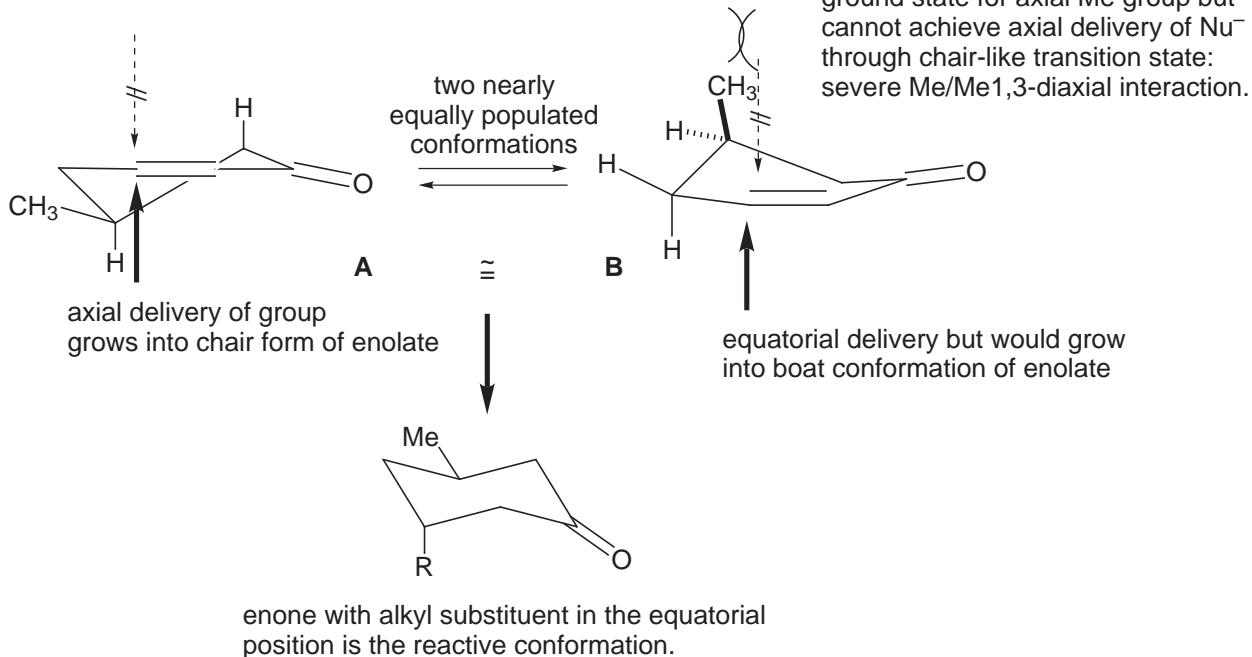 ground state for axial Me group but
cannot achieve axial delivery of Nu⁻
through chair-like transition state:
severe Me/Me1,3-diaxial interaction.
two nearly
equally populated
conformations
H
O
CH₃
H
A
≅
CH₃
H
H
H
O
B
axial delivery of group
grows into chair form of enolate
equatorial delivery but would grow
into boat conformation of enolate
Me
R
O
enone with alkyl substituent in the equatorial
position is the reactive conformation.